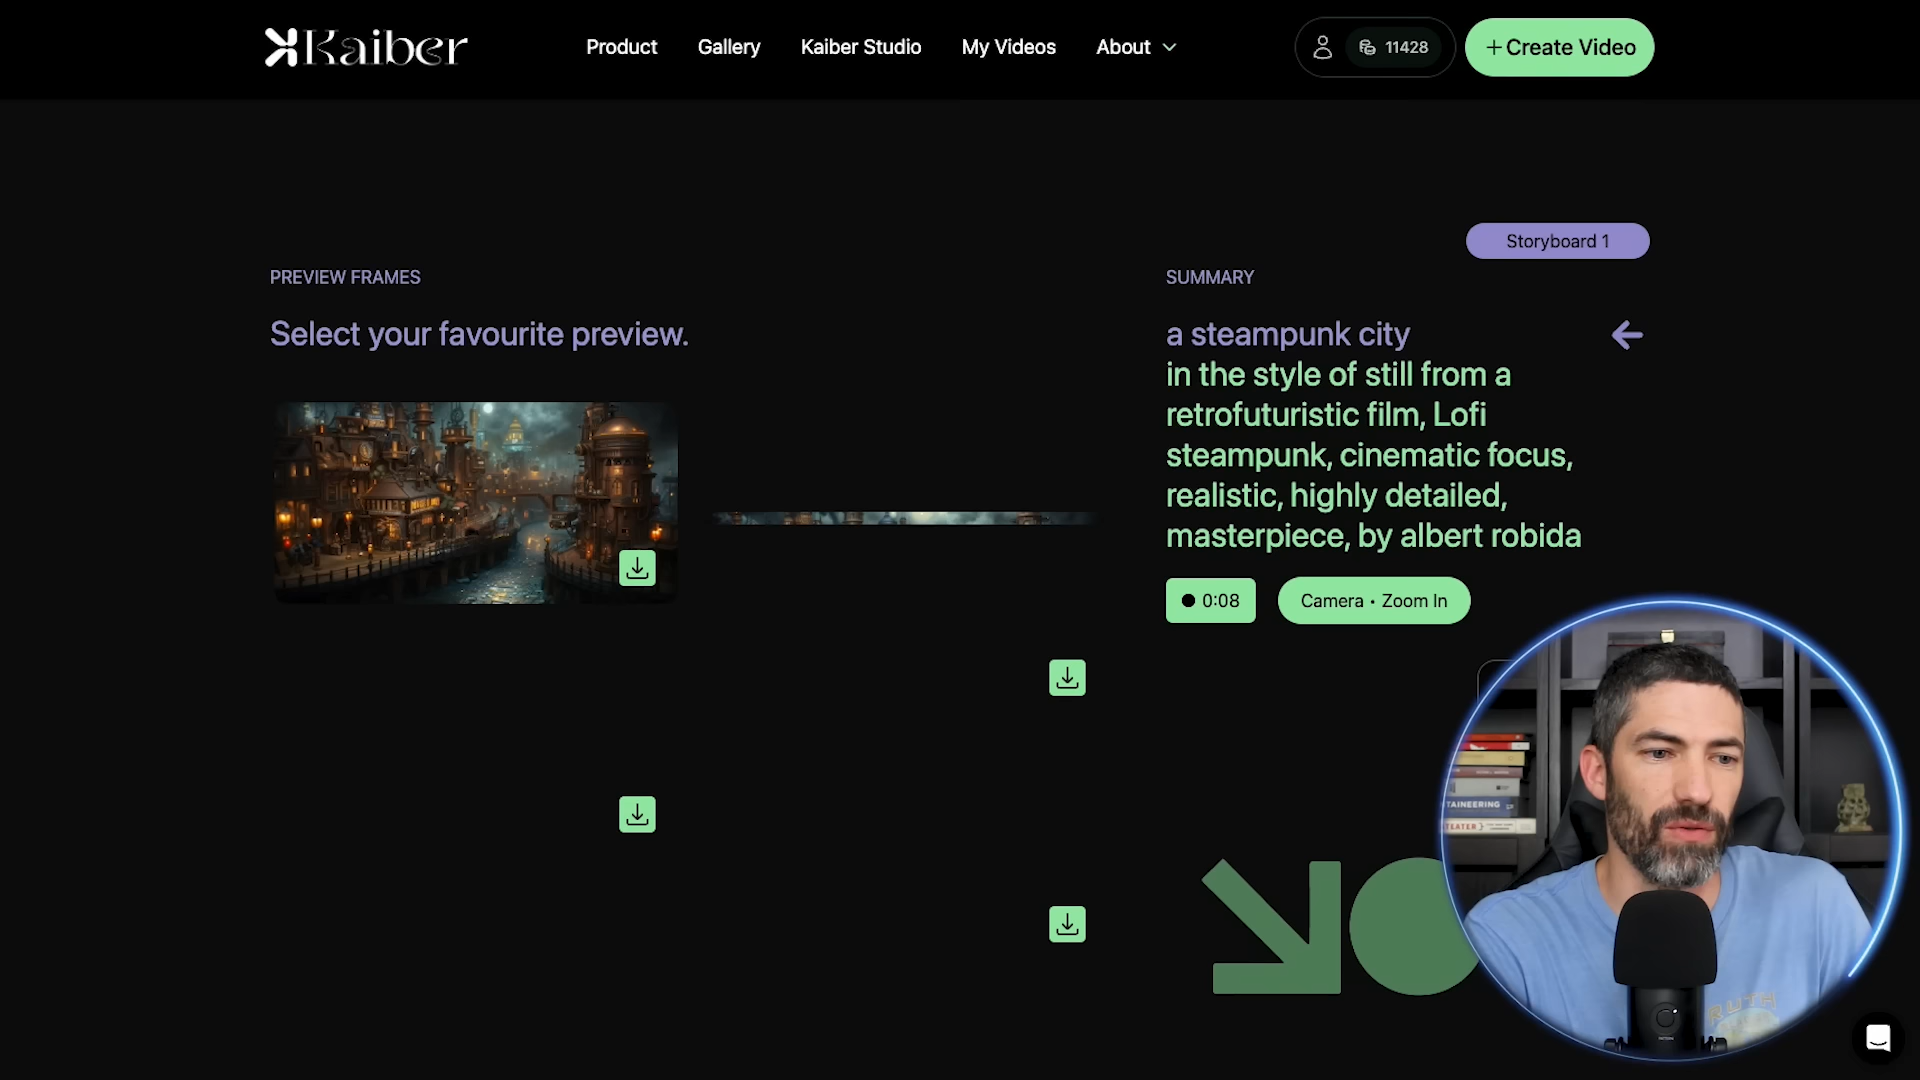 Kaiber
Product
Gallery
Kaiber Studio
My Videos
About
11428
+Create Video
Storyboard 1
PREVIEW FRAMES
SUMMARY
Select your favourite preview.
a steampunk city
in the style of still from a
retrofuturistic film, Lofi
steampunk, cinematic focus,
realistic, highly detailed,
masterpiece, by albert robida
0:08
Camera • Zoom In
TAINEERING